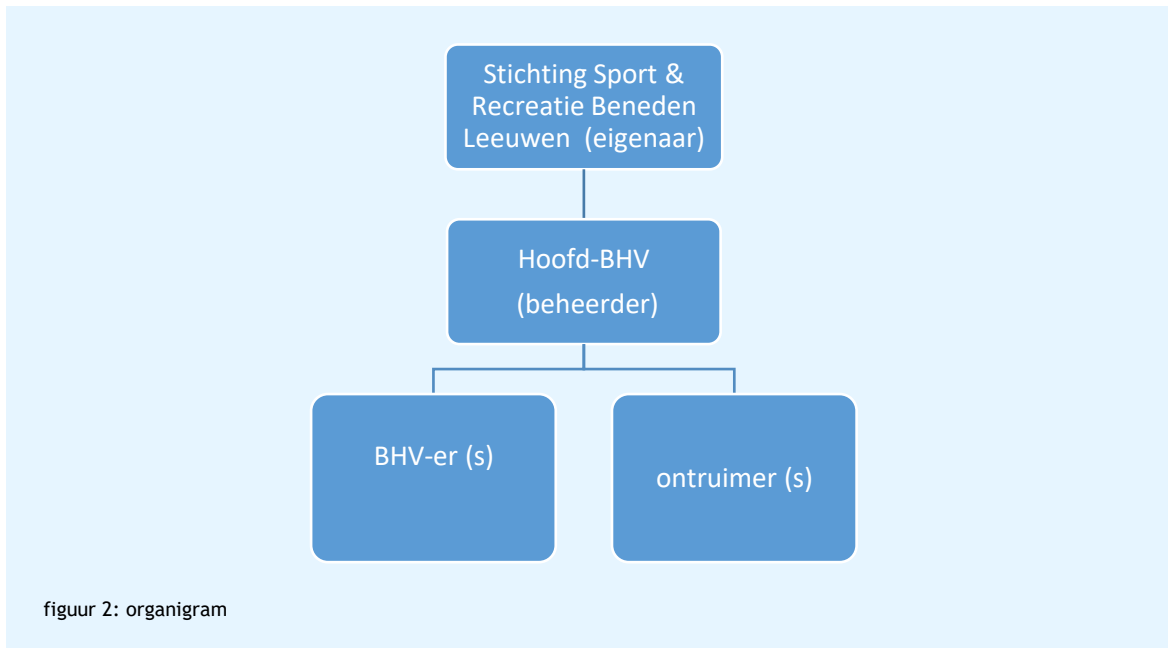 Stichting Sport &
Recreatie Beneden
Leeuwen (eigenaar)
Hoofd-BHV
(beheerder)
BHV-er (s)
ontruimer (s)
figuur 2: organigram